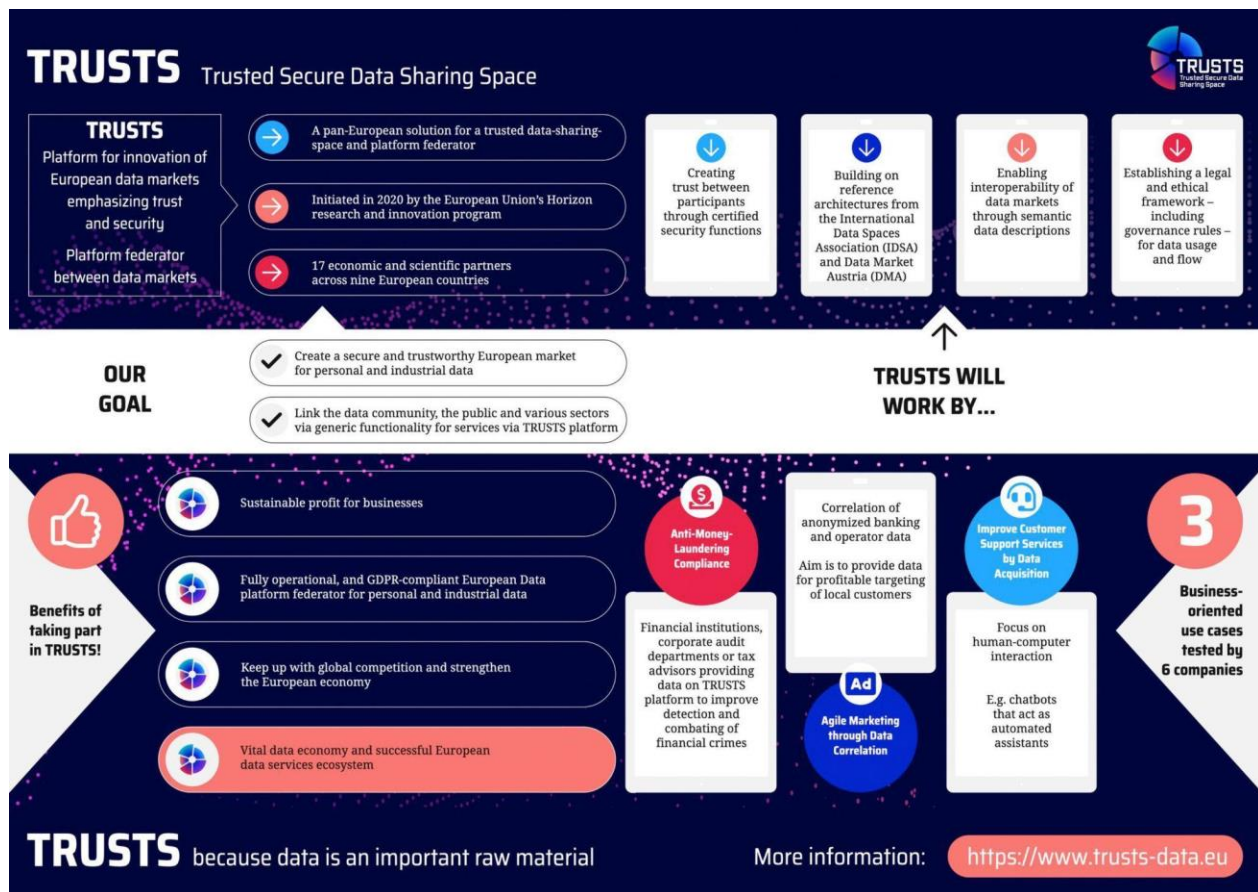 TRUSTS Trusted Secure Data Sharing Space
TRUSTS
Trusted Secure Data
Sharing Space
TRUSTS
Platform for innovation of
European data markets
emphasizing trust
and security
Platform federator
between data markets
A pan-European solution for a trusted data-sharing-
space and platform federator
Initiated in 2020 by the European Union's Horizon
research and innovation program
17 economic and scientific partners
across nine European countries
Creating
trust between
participants
through certified
security functions
Building on
reference
architectures from
the International
Data Spaces
Association (IDSA)
and Data Market
Austria (DMA)
Enabling
interoperability of
data markets
through semantic
data descriptions
Establishing a legal
and ethical
framework –
including
governance rules –
for data usage
and flow
OUR
GOAL
Create a secure and trustworthy European market
for personal and industrial data
Link the data community, the public and various sectors
via generic functionality for services via TRUSTS platform
TRUSTS WILL
WORK BY...
Benefits of
taking part
in TRUSTS!
Sustainable profit for businesses
Fully operational, and GDPR-compliant European Data
platform federator for personal and industrial data
Keep up with global competition and strengthen
the European economy
Vital data economy and successful European
data services ecosystem
$
Anti-Money-
Laundering
Compliance
Financial institutions,
corporate audit
departments or tax
advisors providing
data on TRUSTS
platform to improve
detection and
combating of
financial crimes
Correlation of
anonymized banking
and operator data
Aim is to provide data
for profitable targeting
of local customers
Ad
Agile Marketing
through Data
Correlation
Improve Customer
Support Services
by Data
Acquisition
Focus on
human-computer
interaction
E.g. chatbots
that act as
automated
assistants
3
Business-
oriented
use cases
tested by
6 companies
TRUSTS because data is an important raw material
More information: https://www.trusts-data.eu